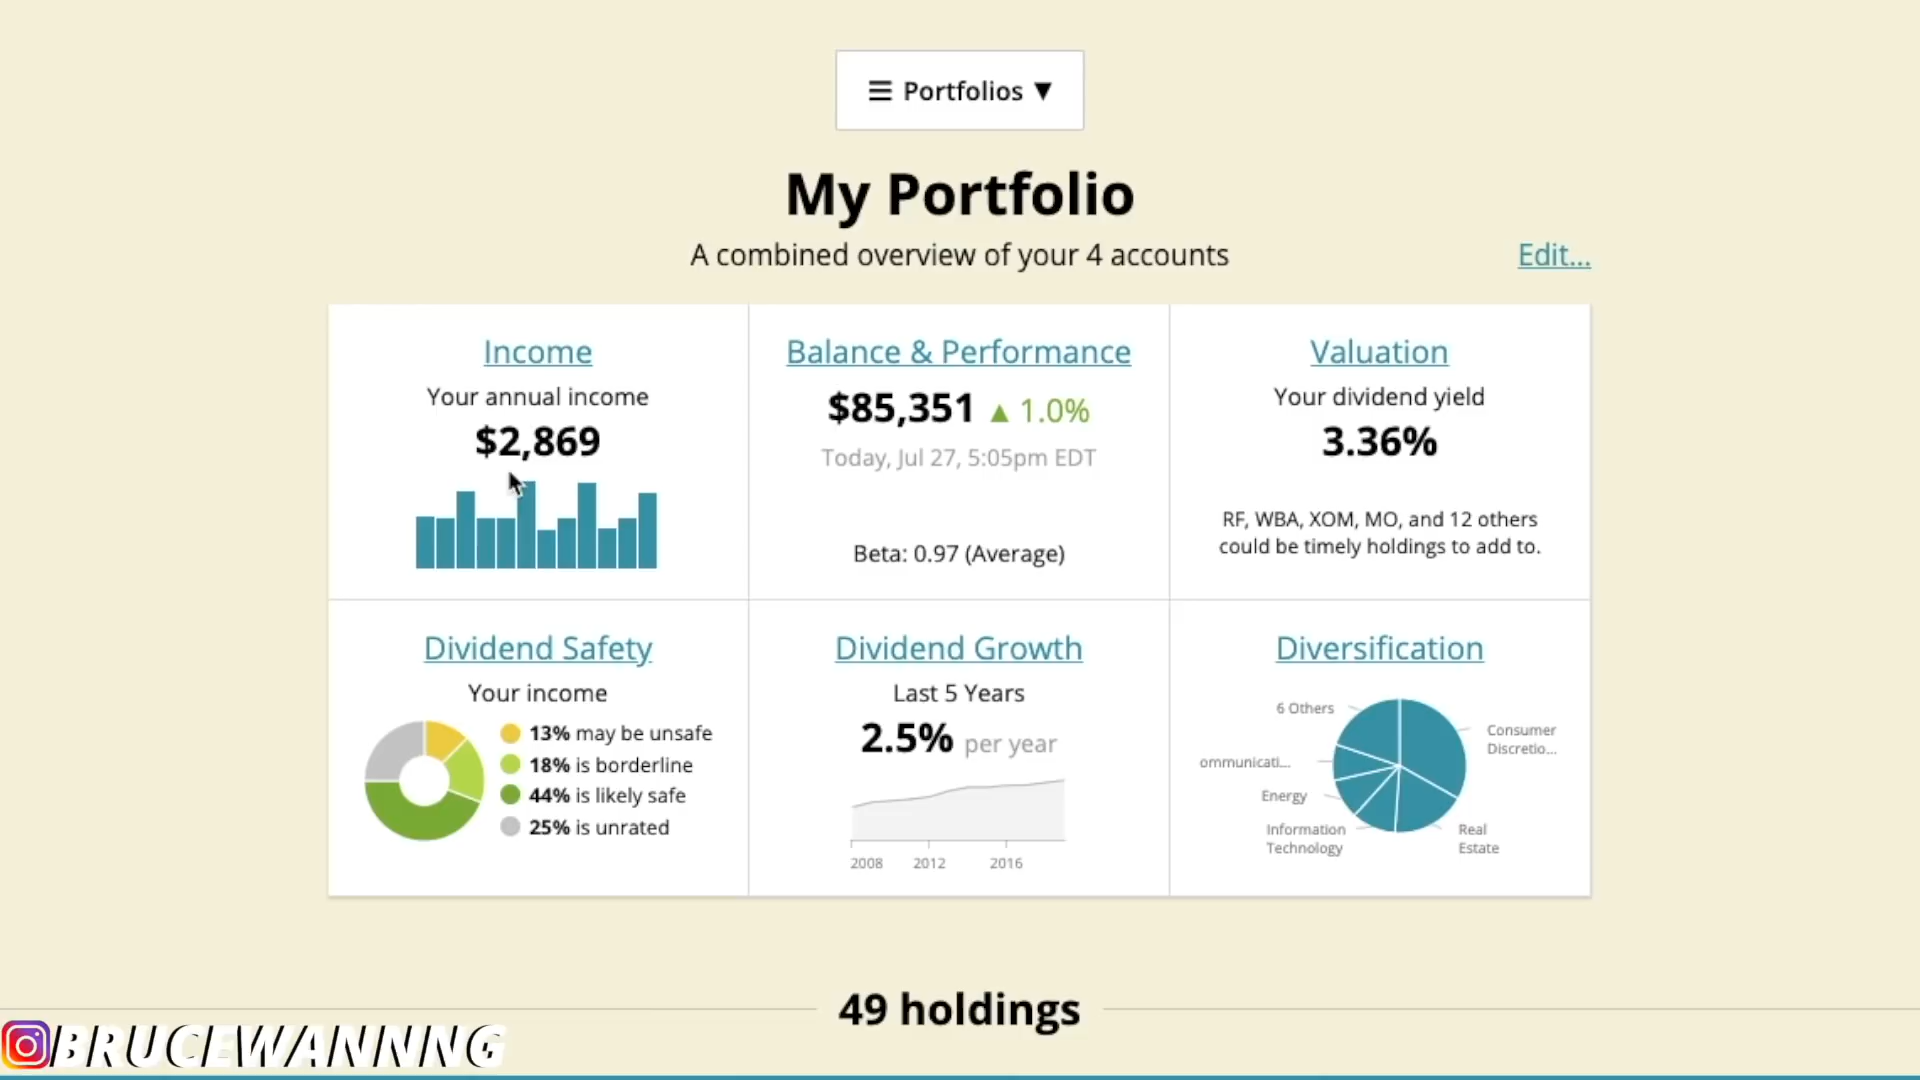 ☰ Portfolios ▼
My Portfolio
A combined overview of your 4 accounts
Edit...
Income
Your annual income
$2,869
Balance & Performance
$85,351 ▲ 1.0%
Today, Jul 27, 5:05pm EDT
Beta: 0.97 (Average)
Valuation
Your dividend yield
3.36%
RF, WBA, XOM, MO, and 12 others
could be timely holdings to add to.
Dividend Safety
Your income
13% may be unsafe
18% is borderline
44% is likely safe
25% is unrated
Dividend Growth
Last 5 Years
2.5% per year
2008 2012 2016
Diversification
6 Others
Consumer
Discretio...
ommunicati...
Energy
Information
Technology
Real
Estate
49 holdings
BRUCEWANNNG